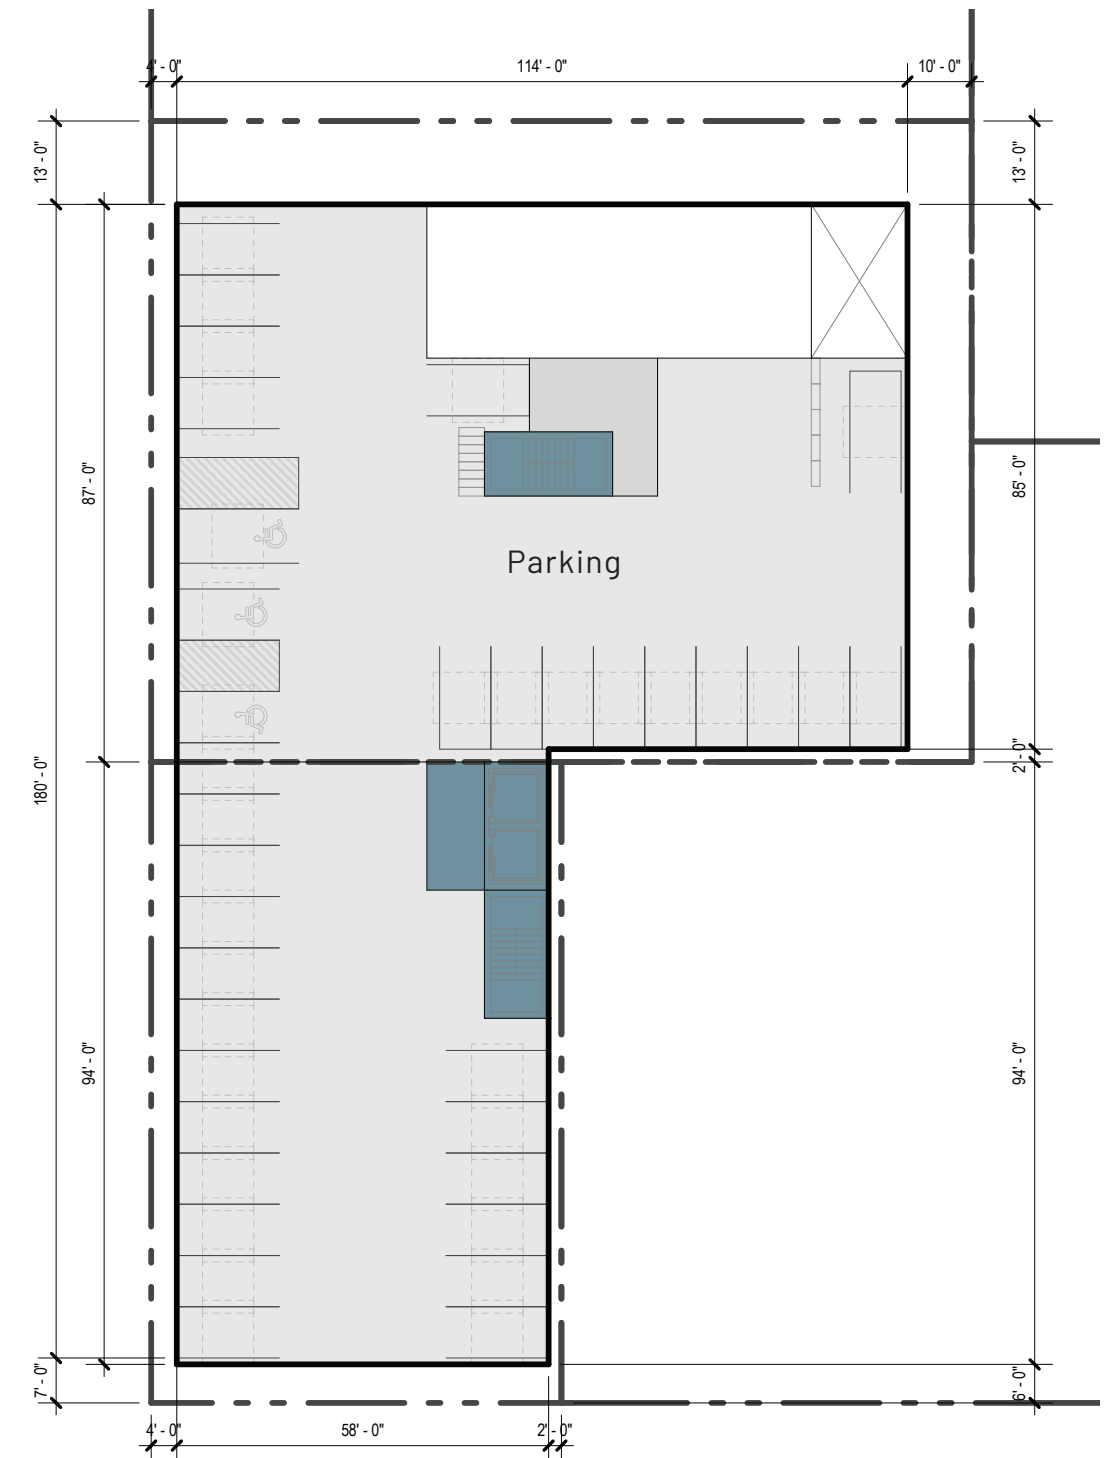 4' - 0"
114' - 0"
10' - 0"
13' - 0"
13' - 0"
87' - 0"
85' - 0"
Parking
180' - 0"
2' - 0"
94' - 0"
94' - 0"
7' - 0"
6' - 0"
4' - 0"
58' - 0"
2' - 0"